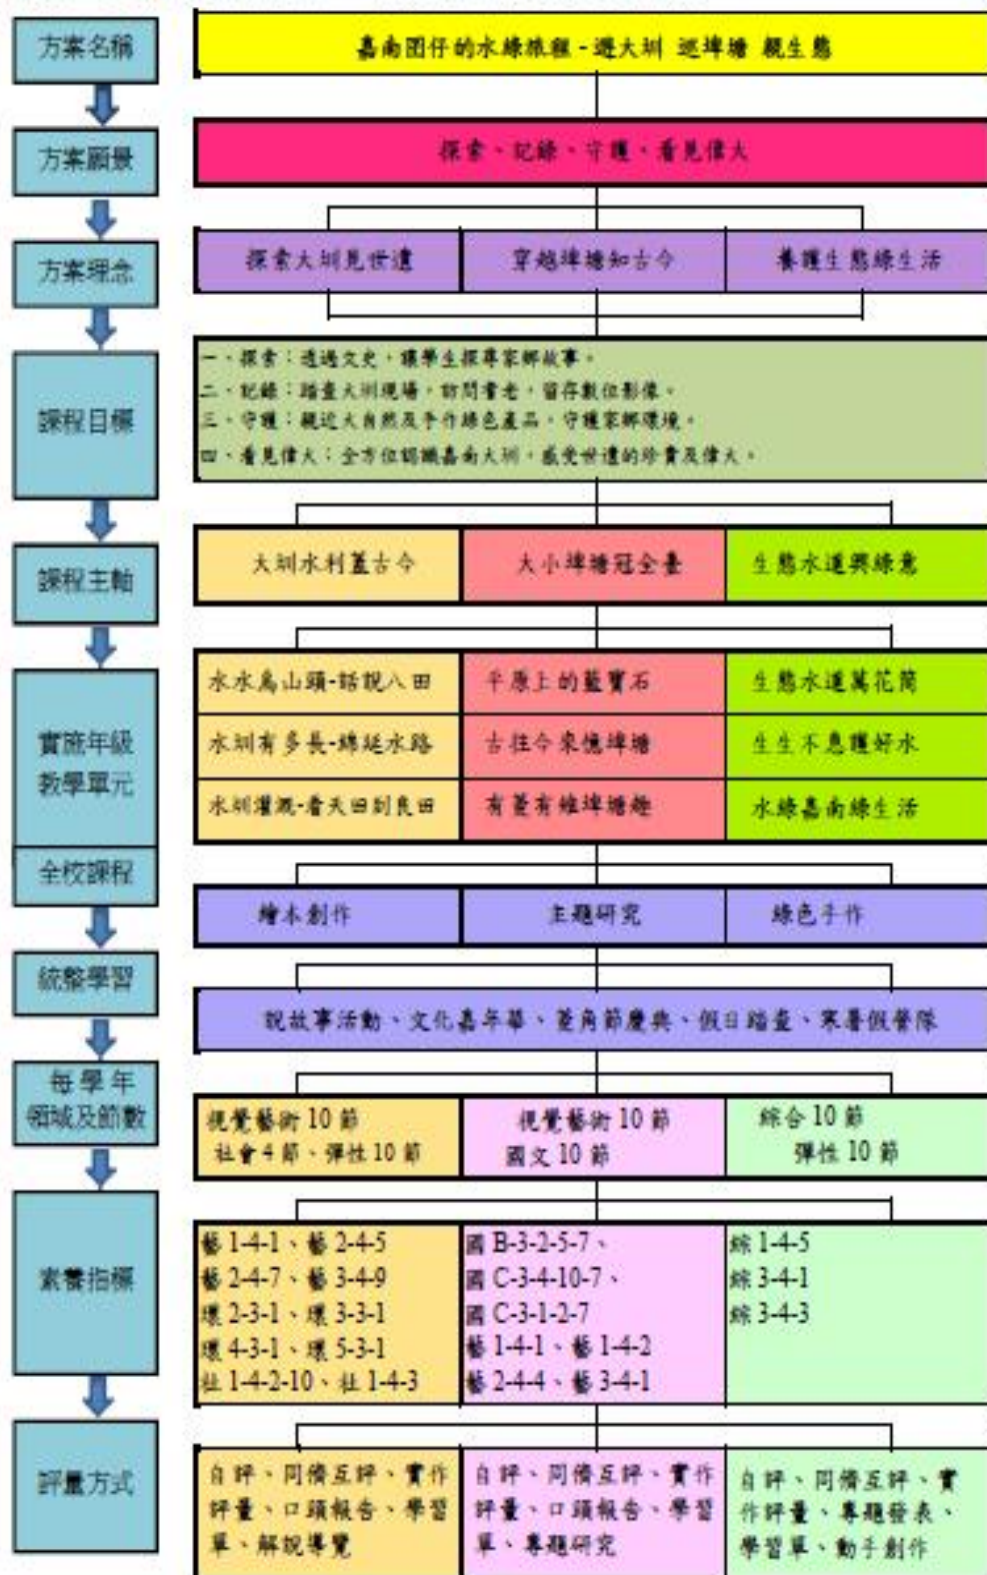 方案名稱
嘉南囝仔的水綠旅程 - 遊大圳 巡埤塘 親生態
方案願景
探索、記錄、守護、看見偉大
方案理念
探索大圳見世遺
穿越埤塘知古今
養護生態綠生活
課程目標
一、探索：透過文史，讓學生探尋家鄉故事。
二、記錄：踏查大圳現場，訪問耆老，留存數位影像。
三、守護：親近大自然及手作綠色產品，守護家鄉環境。
四、看見偉大：全方位認識嘉南大圳，感受世遺的珍貴及偉大。
課程主軸
大圳水利蓋古今
大小埤塘冠全臺
生態水道興綠意
實施年級
教學單元
水水烏山頭-話說八田
平原上的藍寶石
生態水道萬花筒
水圳有多長-綿延水路
古往今來憶埤塘
生生不息護好水
水圳灌溉-看天田到良田
有菱有雉埤塘趣
水綠嘉南綠生活
全校課程
繪本創作
主題研究
綠色手作
統整學習
說故事活動、文化嘉年華、菱角節慶典、假日踏查、寒暑假營隊
每 學 年
領域及節數
視覺藝術 10 節
社會 4 節、彈性 10 節
視覺藝術 10 節
國文 10 節
綜合 10 節
彈性 10 節
素養指標
藝 1-4-1、藝 2-4-5
藝 2-4-7、藝 3-4-9
環 2-3-1、環 3-3-1
環 4-3-1、環 5-3-1
社 1-4-2-10、社 1-4-3
國 B-3-2-5-7、
國 C-3-4-10-7、
國 C-3-1-2-7
藝 1-4-1、藝 1-4-2
藝 2-4-4、藝 3-4-1
綜 1-4-5
綜 3-4-1
綜 3-4-3
評量方式
自評、同儕互評、實作
評量、口頭報告、學習
單、解說導覽
自評、同儕互評、實作
評量、口頭報告、學習
單、專題研究
自評、同儕互評、實
作評量、專題發表、
學習單、動手創作